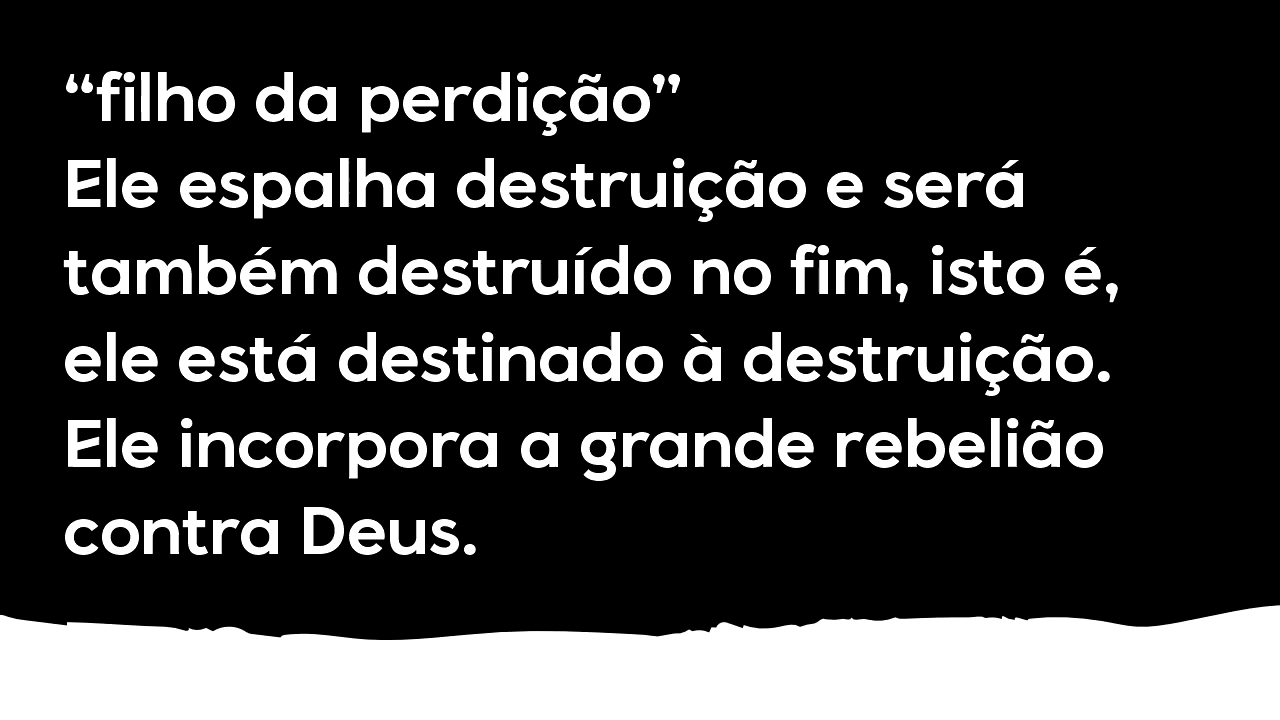 “filho da perdição”
Ele espalha destruição e será
também destruído no fim, isto é,
ele está destinado à destruição.
Ele incorpora a grande rebelião
contra Deus.